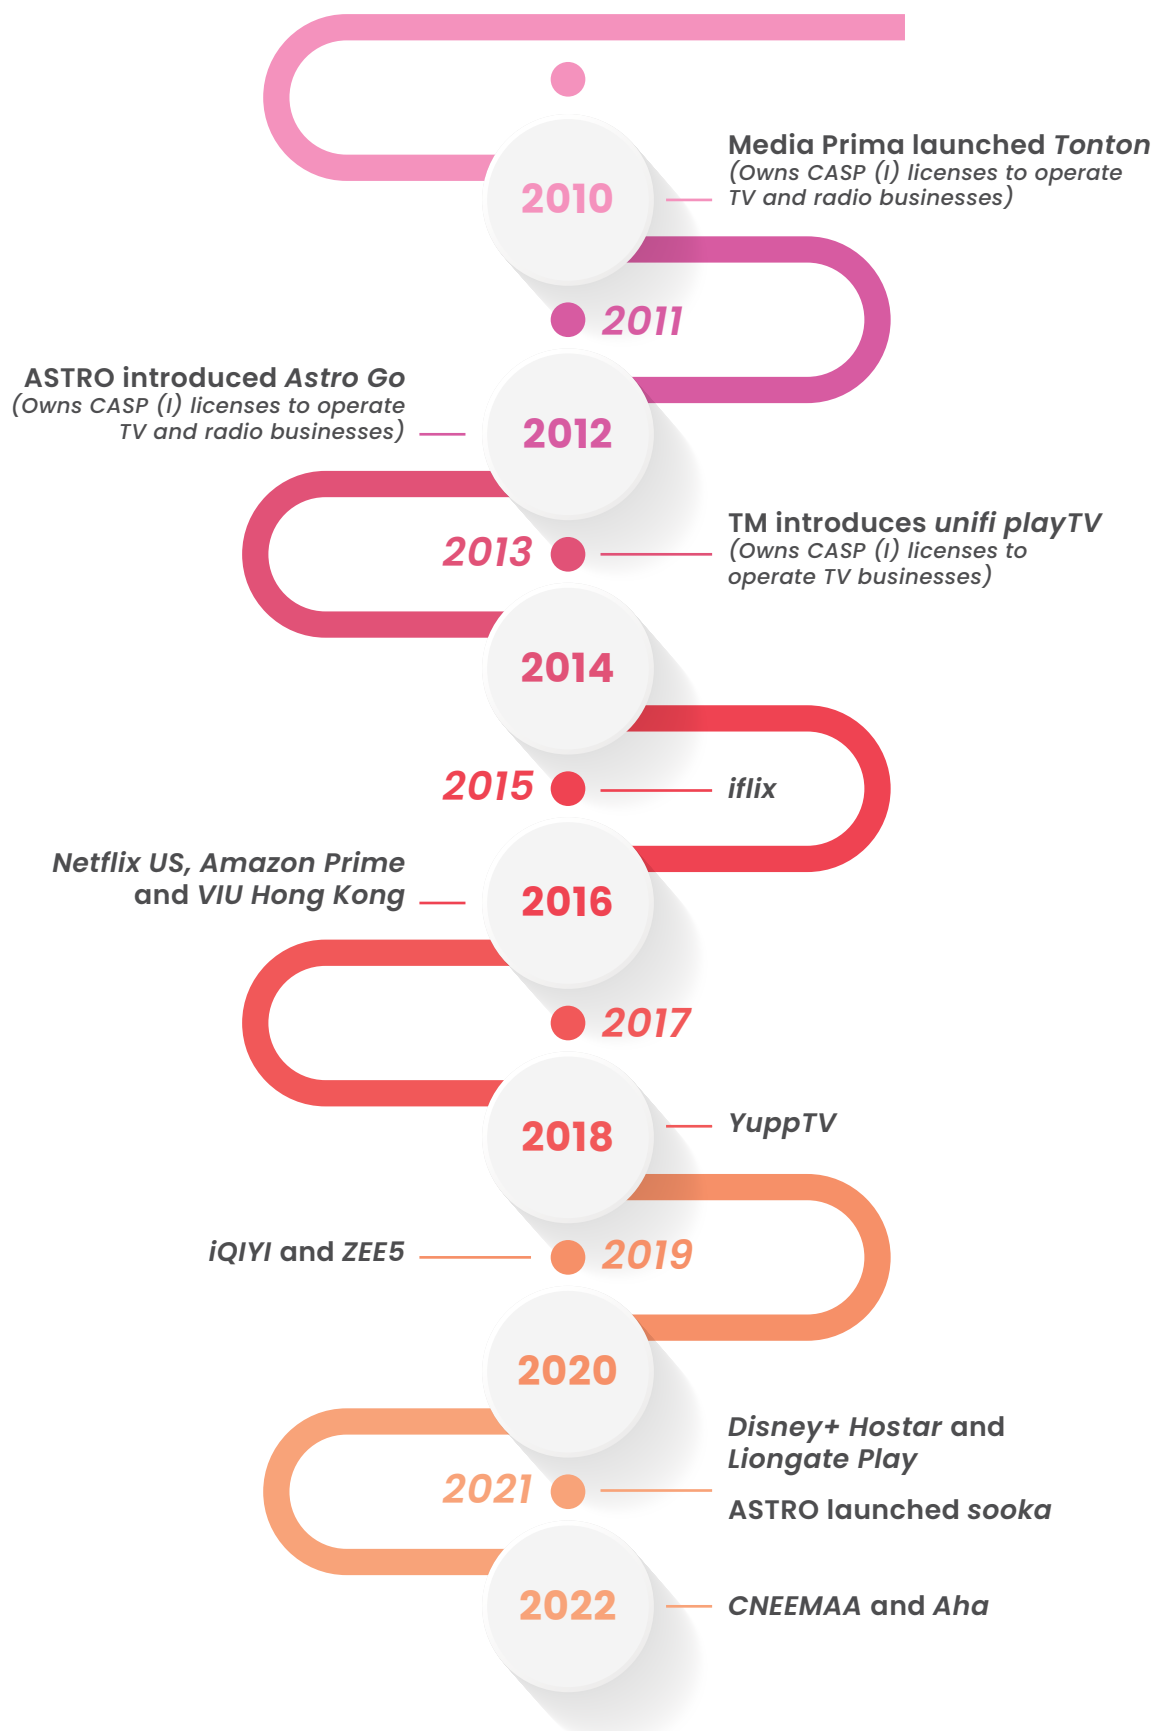 2010
Media Prima launched Tonton
(Owns CASP (I) licenses to operate
TV and radio businesses)
2011
ASTRO introduced Astro Go
(Owns CASP (I) licenses to operate
TV and radio businesses)
2012
2013
TM introduces unifi playTV
(Owns CASP (I) licenses to
operate TV businesses)
2014
2015
iflix
Netflix US, Amazon Prime
and VIU Hong Kong
2016
2017
2018
YuppTV
iQIYI and ZEE5
2019
2020
Disney+ Hostar and
Liongate Play
2021
ASTRO launched sooka
2022
CNEEMAA and Aha